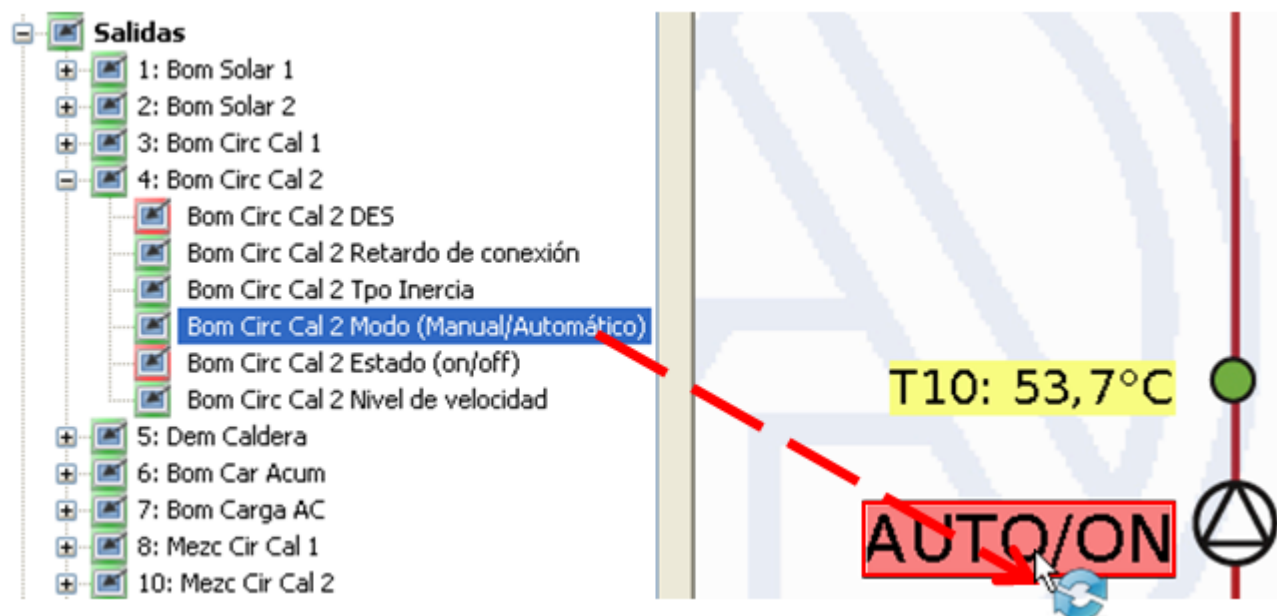 Salidas
1: Bom Solar 1
2: Bom Solar 2
3: Bom Circ Cal 1
4: Bom Circ Cal 2
Bom Circ Cal 2 DES
Bom Circ Cal 2 Retardo de conexión
Bom Circ Cal 2 Tpo Inercia
Bom Circ Cal 2 Modo (Manual/Automático)
Bom Circ Cal 2 Estado (on/off)
Bom Circ Cal 2 Nivel de velocidad
5: Dem Caldera
6: Bom Car Acum
7: Bom Carga AC
8: Mezc Cir Cal 1
10: Mezc Cir Cal 2
T10: 53,7°C
AUTO/ON